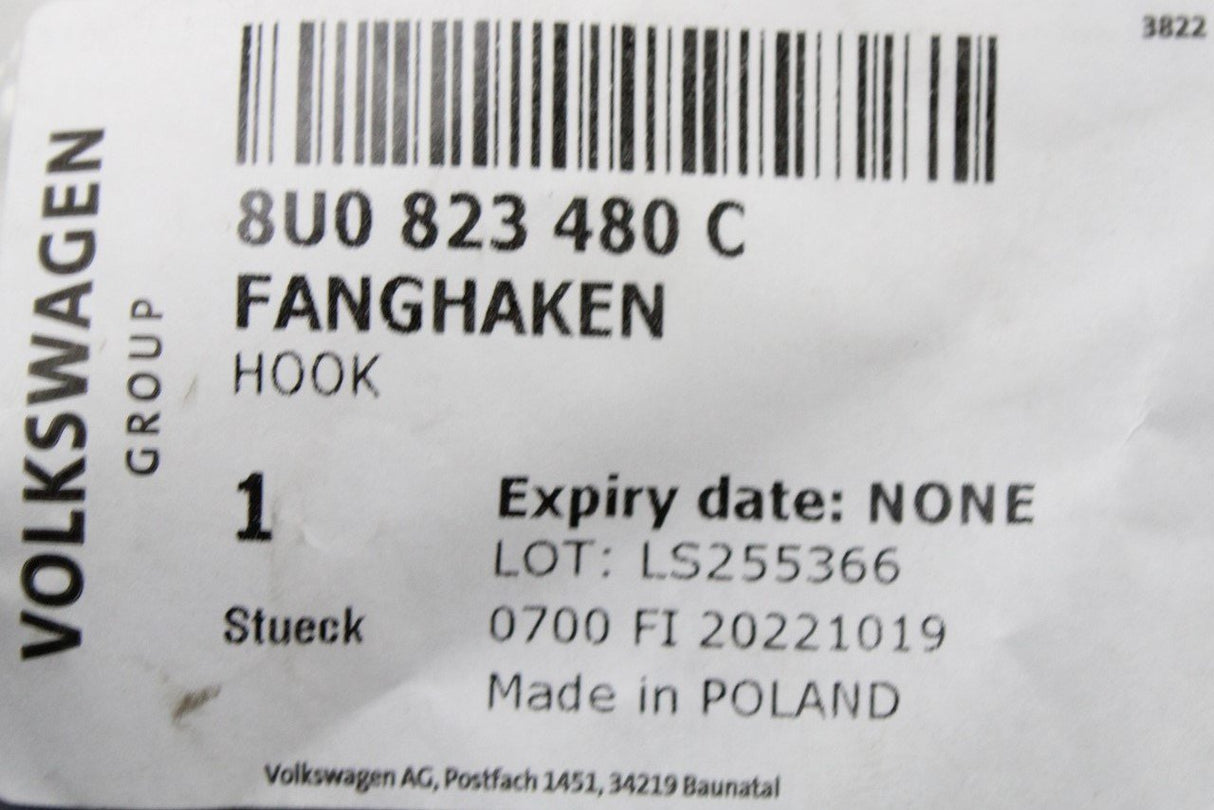 3822
VOLKSWAGEN
GROUP
8U0 823 480 C
FANGHAKEN
HOOK
1
Stueck
Expiry date: NONE
LOT: LS255366
0700 FI 20221019
Made in POLAND
Volkswagen AG, Postfach 1451, 34219 Baunatal